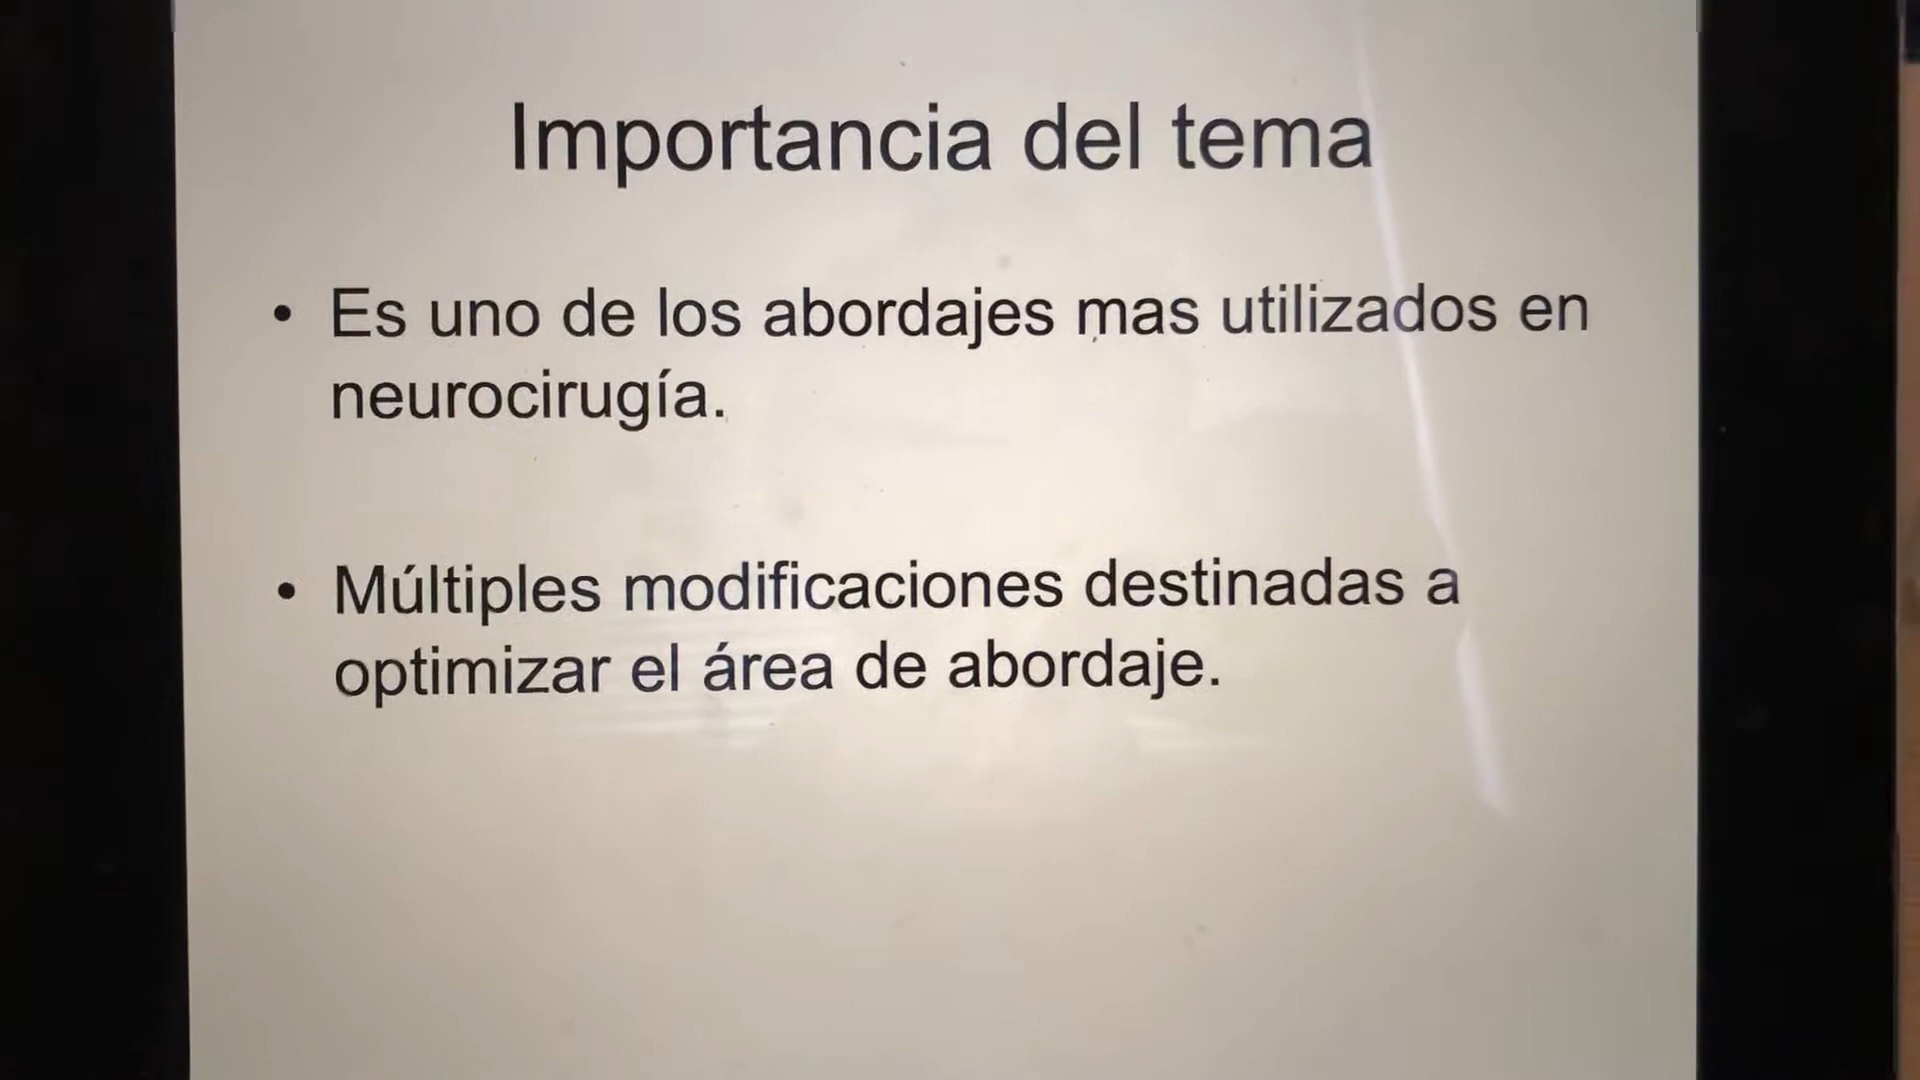 Importancia del tema
• Es uno de los abordajes mas utilizados en
neurocirugía.
• Múltiples modificaciones destinadas a
optimizar el área de abordaje.